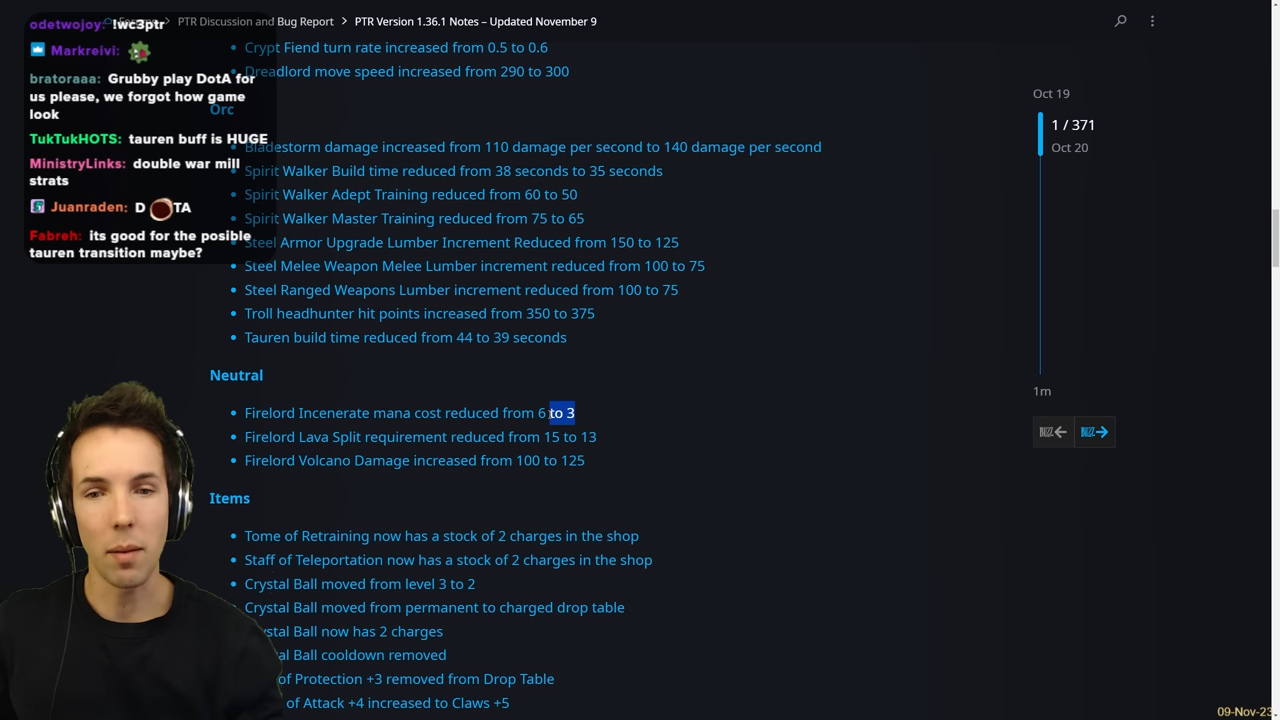 PTR Discussion and Bug Report > PTR Version 1.36.1 Notes – Updated November 9
odetwojoy: !wc3ptr
Markreivi:
bratoraaa: Grubby play DotA for
us please, we forgot how game
look
TukTukHOTS: tauren buff is HUGE
MinistryLinks: double war mill
strats
Juanraden: D TA
Fabreh: its good for the posible
tauren transition maybe?
Crypt Fiend turn rate increased from 0.5 to 0.6
Dreadlord move speed increased from 290 to 300
Orc
Bladestorm damage increased from 110 damage per second to 140 damage per second
Spirit Walker Build time reduced from 38 seconds to 35 seconds
Spirit Walker Adept Training reduced from 60 to 50
Spirit Walker Master Training reduced from 75 to 65
Steel Armor Upgrade Lumber Increment Reduced from 150 to 125
Steel Melee Weapon Melee Lumber increment reduced from 100 to 75
Steel Ranged Weapons Lumber increment reduced from 100 to 75
Troll headhunter hit points increased from 350 to 375
Tauren build time reduced from 44 to 39 seconds
Neutral
Firelord Incenerate mana cost reduced from 6 to 3
Firelord Lava Split requirement reduced from 15 to 13
Firelord Volcano Damage increased from 100 to 125
Items
Tome of Retraining now has a stock of 2 charges in the shop
Staff of Teleportation now has a stock of 2 charges in the shop
Crystal Ball moved from level 3 to 2
Crystal Ball moved from permanent to charged drop table
Ball now has 2 charges
Ball cooldown removed
of Protection +3 removed from Drop Table
of Attack +4 increased to Claws +5
Oct 19
1 / 371
Oct 20
1m
BLIZZ BLIZZ
09-Nov-23